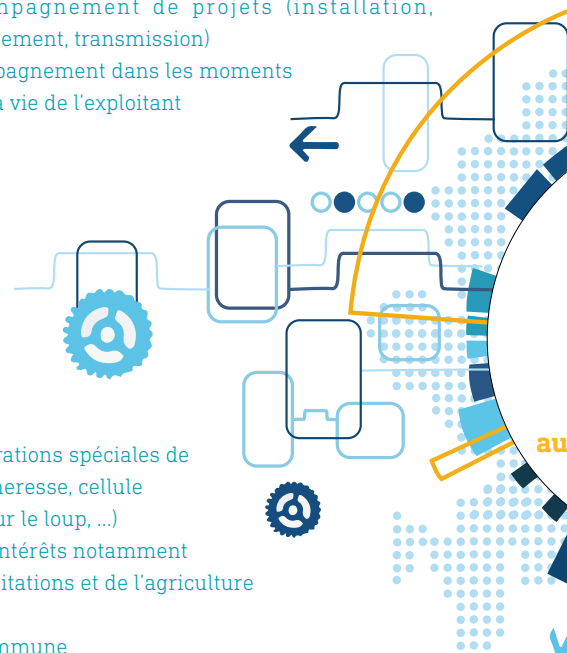 mpagnement de projets (installation,
ement, transmission)
pagnement dans les moments
a vie de l'exploitant
rations spéciales de
heresse, cellule
ur le loup, ...)
intérêts notamment
itations et de l'agriculture
mmune
au